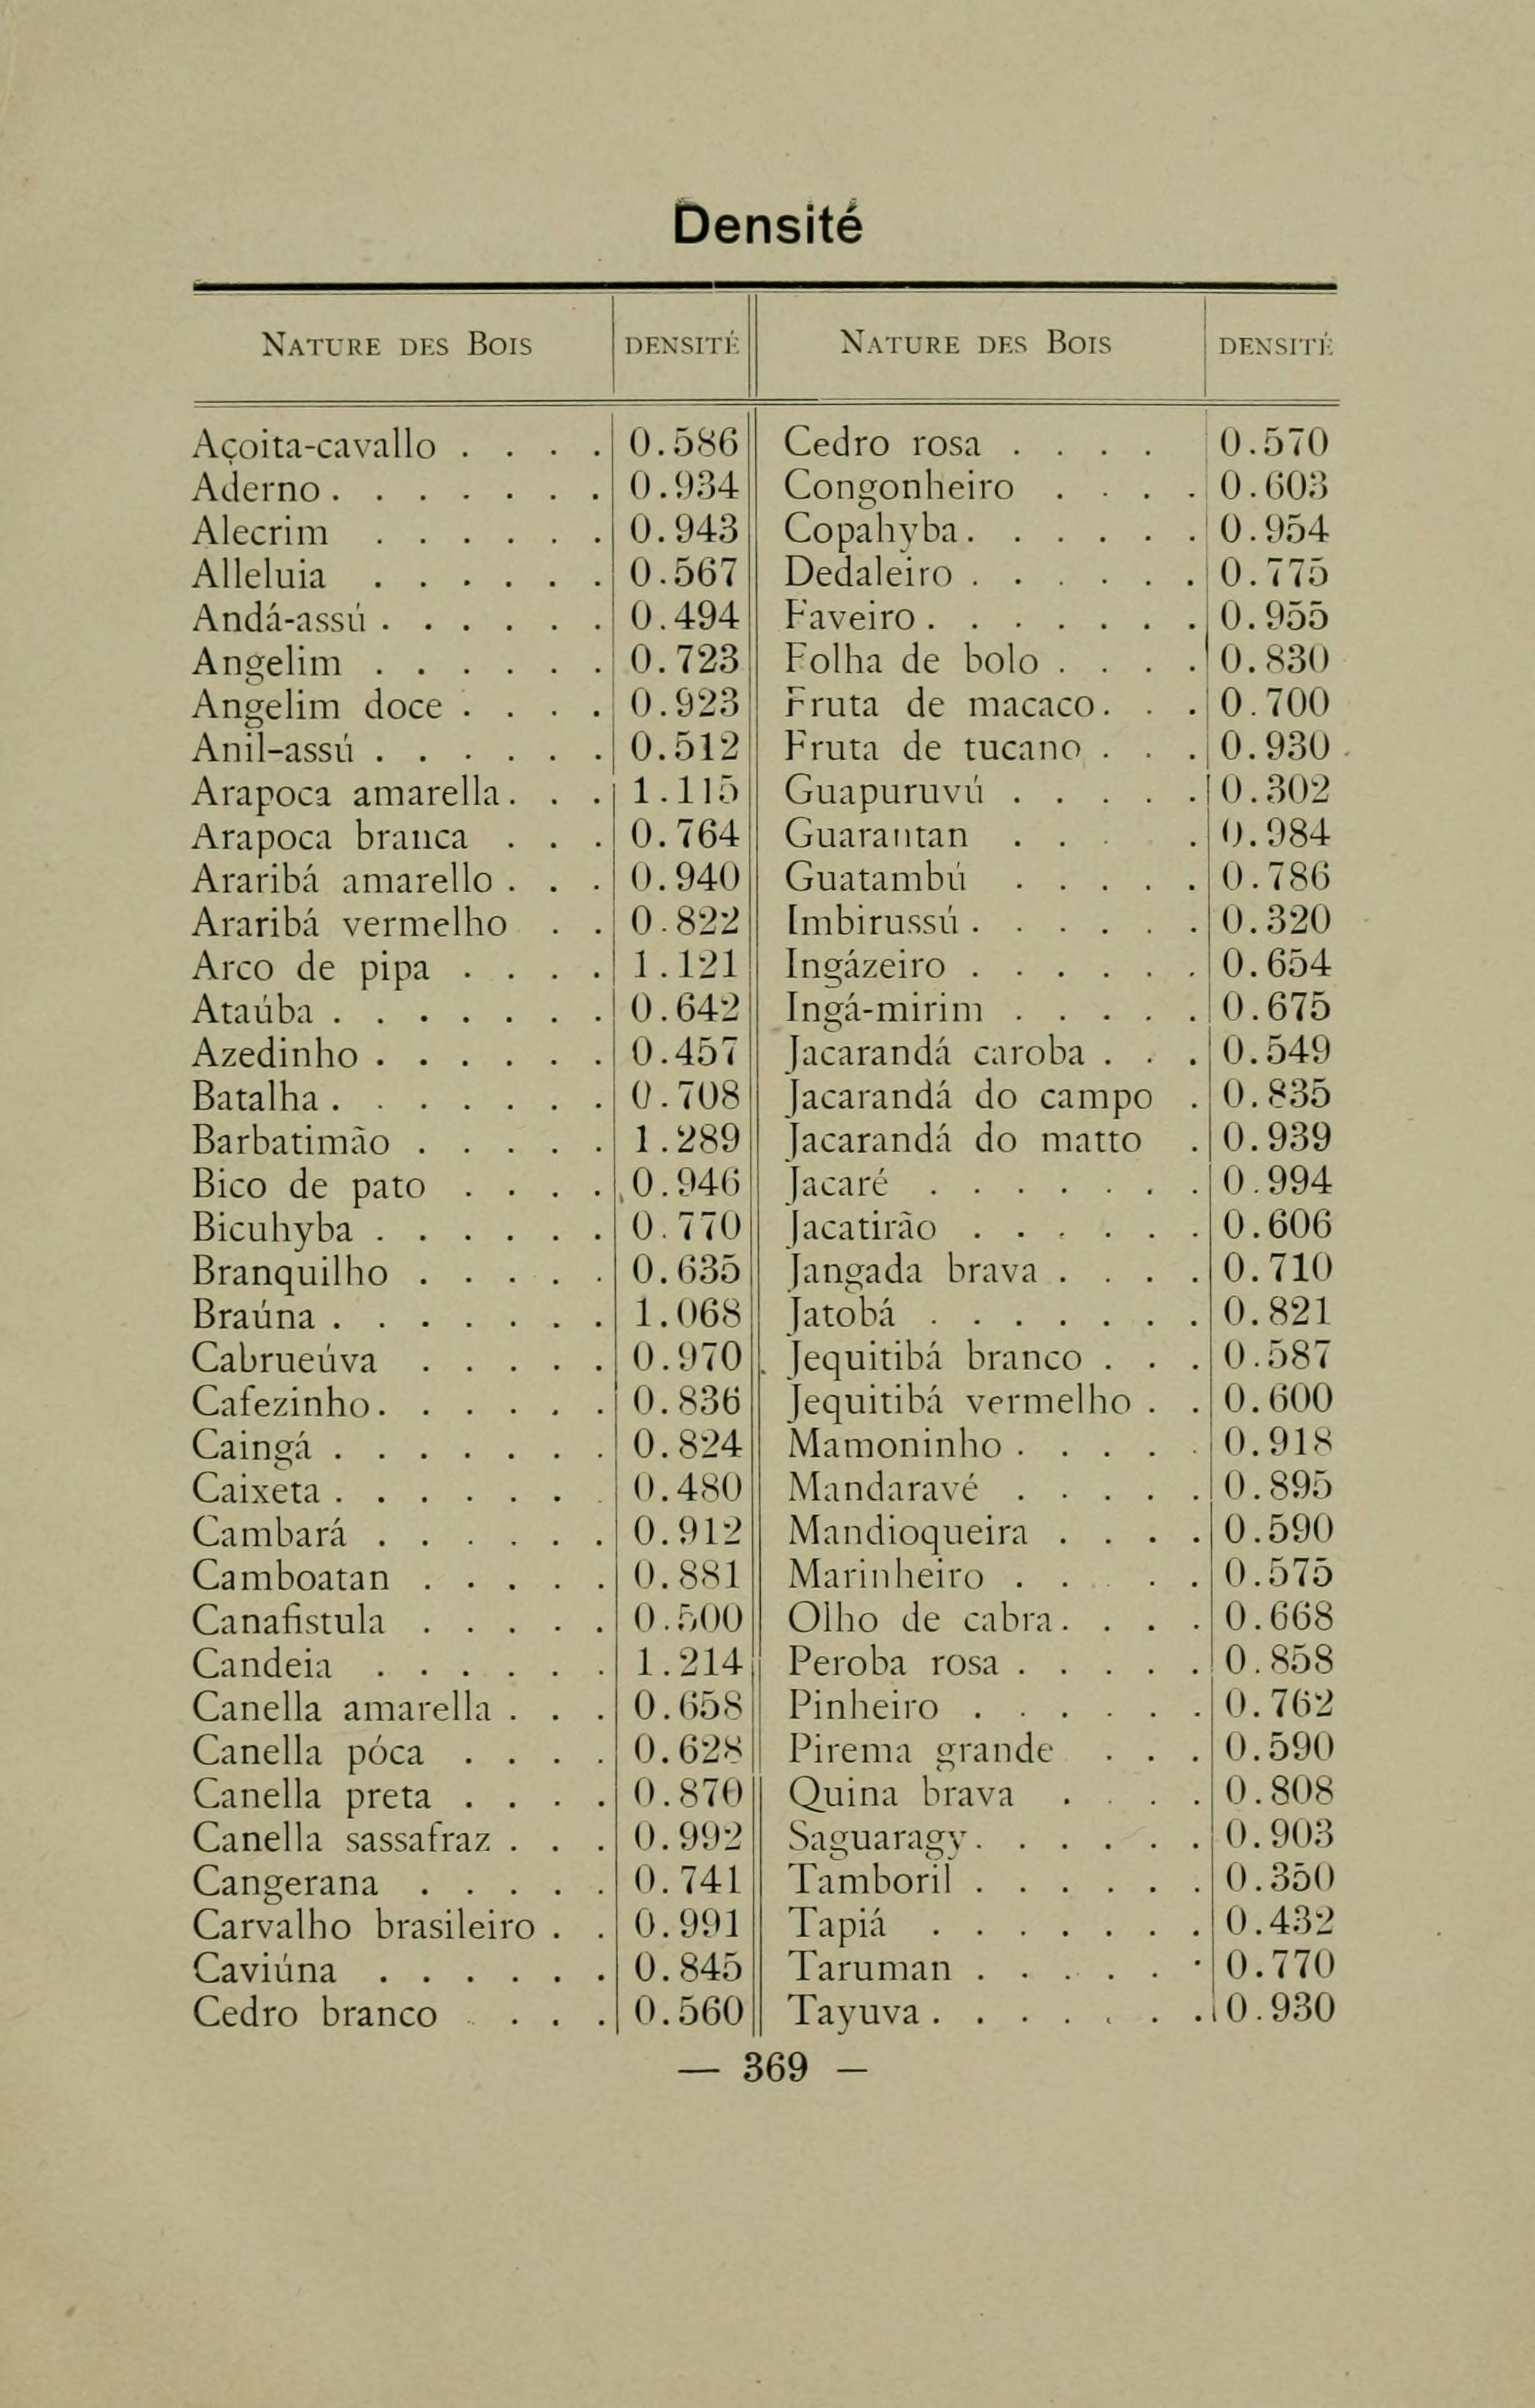 Densité
NATURE DES BOIS DENSITÉ NATURE DES BOIS DENSITÉ
Açoita-cavallo . . . . 0.586 Cedro rosa . . . . 0.570
Aderno . . . . . . . 0.934 Congonheiro . . . . 0.603
Alecrim . . . . . . 0.943 Copahyba . . . . . . 0.954
Alleluia . . . . . . 0.567 Dedaleiro . . . . . . 0.775
Andá-assú . . . . . . 0.494 Faveiro . . . . . . . 0.955
Angelim . . . . . . 0.723 Folha de bolo . . . . 0.830
Angelim doce . . . . 0.923 Fruta de macaco . . . 0.700
Anil-assú . . . . . . 0.512 Fruta de tucano . . . 0.930
Arapoca amarella . . . 1.115 Guapuruvú . . . . . 0.302
Arapoca branca . . . 0.764 Guarantan . . . . 0.984
Araribá amarello . . . 0.940 Guatambú . . . . . 0.786
Araribá vermelho . . 0.822 Imbirussú . . . . . . 0.320
Arco de pipa . . . . 1.121 Ingázeiro . . . . . . 0.654
Ataúba . . . . . . . 0.642 Ingá-mirim . . . . . 0.675
Azedinho . . . . . . 0.457 Jacarandá caroba . . . 0.549
Batalha . . . . . . . 0.708 Jacarandá do campo . 0.835
Barbatimão . . . . . 1.289 Jacarandá do matto . 0.939
Bico de pato . . . . 0.946 Jacaré . . . . . . . 0.994
Bicuhyba . . . . . . 0.770 Jacatirão . . . . . . 0.606
Branquilho . . . . . 0.635 Jangada brava . . . . 0.710
Braúna . . . . . . . 1.068 Jatobá . . . . . . . 0.821
Cabrueúva . . . . . 0.970 Jequitibá branco . . . 0.587
Cafezinho . . . . . . 0.836 Jequitibá vermelho . . 0.600
Caingá . . . . . . . 0.824 Mamoninho . . . . . 0.918
Caixeta . . . . . . . 0.480 Mandaravé . . . . . 0.895
Cambará . . . . . . 0.912 Mandioqueira . . . . 0.590
Camboatan . . . . . 0.881 Marinheiro . . . . . 0.575
Canafistula . . . . . 0.500 Olho de cabra . . . . 0.668
Candeia . . . . . . 1.214 Peroba rosa . . . . . 0.858
Canella amarella . . . 0.658 Pinheiro . . . . . . 0.762
Canella póca . . . . 0.628 Pirema grande . . . 0.590
Canella preta . . . . 0.870 Quina brava . . . . 0.808
Canella sassafraz . . . 0.992 Saguaragy . . . . . . 0.903
Cangerana . . . . . 0.741 Tamboril . . . . . . 0.350
Carvalho brasileiro . . 0.991 Tapiá . . . . . . . 0.432
Caviúna . . . . . . 0.845 Taruman . . . . . . 0.770
Cedro branco . . . . 0.560 Tayuva . . . . . . . 0.930
— 369 —